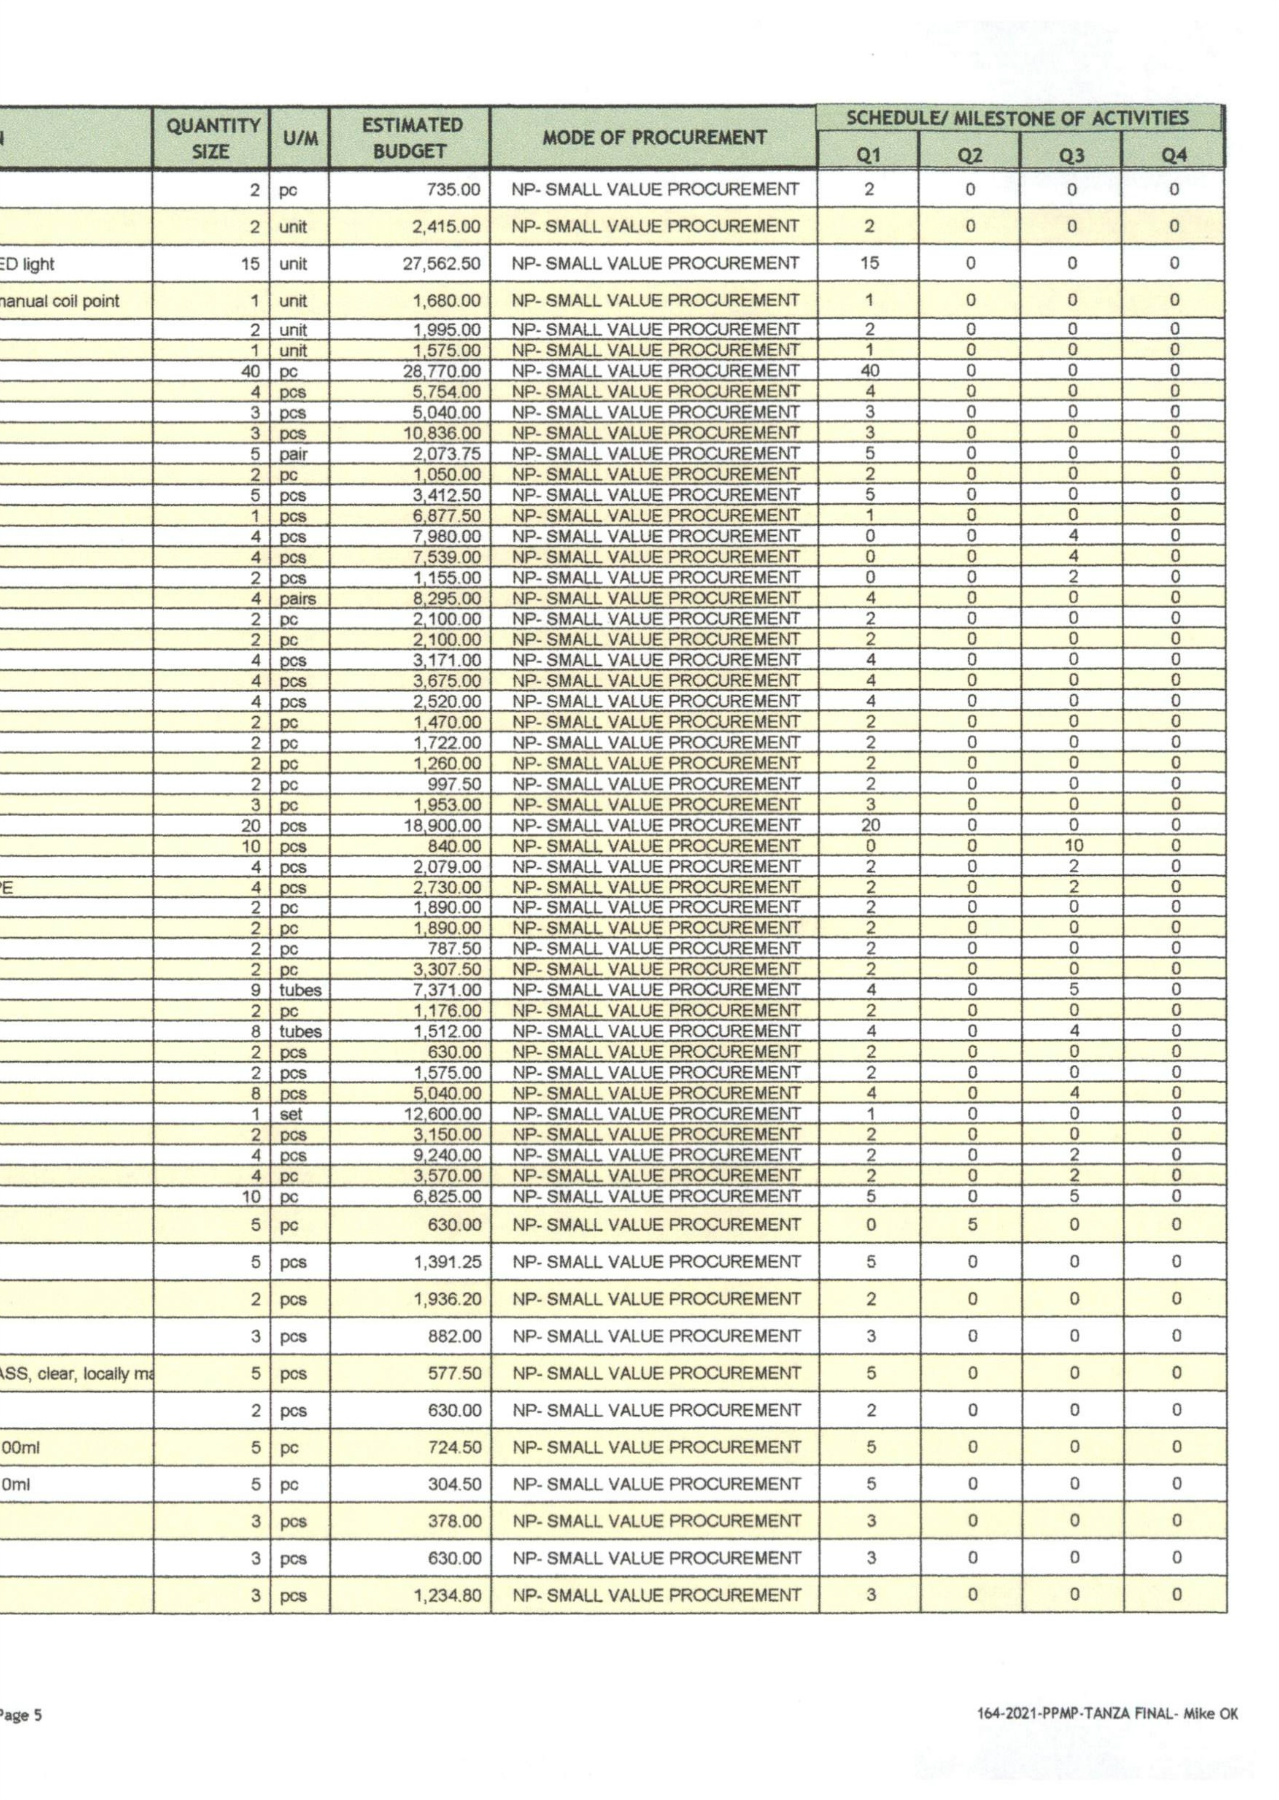 N QUANTITY SIZE U/M ESTIMATED BUDGET MODE OF PROCUREMENT SCHEDULE/ MILESTONE OF ACTIVITIES
Q1 Q2 Q3 Q4
2 pc 735.00 NP- SMALL VALUE PROCUREMENT 2 0 0 0
2 unit 2,415.00 NP- SMALL VALUE PROCUREMENT 2 0 0 0
ED light 15 unit 27,562.50 NP- SMALL VALUE PROCUREMENT 15 0 0 0
manual coil point 1 unit 1,680.00 NP- SMALL VALUE PROCUREMENT 1 0 0 0
2 unit 1,995.00 NP- SMALL VALUE PROCUREMENT 2 0 0 0
1 unit 1,575.00 NP- SMALL VALUE PROCUREMENT 1 0 0 0
40 pc 28,770.00 NP- SMALL VALUE PROCUREMENT 40 0 0 0
4 pcs 5,754.00 NP- SMALL VALUE PROCUREMENT 4 0 0 0
3 pcs 5,040.00 NP- SMALL VALUE PROCUREMENT 3 0 0 0
3 pcs 10,836.00 NP- SMALL VALUE PROCUREMENT 3 0 0 0
5 pair 2,073.75 NP- SMALL VALUE PROCUREMENT 5 0 0 0
2 pc 1,050.00 NP- SMALL VALUE PROCUREMENT 2 0 0 0
5 pcs 3,412.50 NP- SMALL VALUE PROCUREMENT 5 0 0 0
1 pcs 6,877.50 NP- SMALL VALUE PROCUREMENT 1 0 0 0
4 pcs 7,980.00 NP- SMALL VALUE PROCUREMENT 0 0 4 0
4 pcs 7,539.00 NP- SMALL VALUE PROCUREMENT 0 0 4 0
2 pcs 1,155.00 NP- SMALL VALUE PROCUREMENT 0 0 2 0
4 pairs 8,295.00 NP- SMALL VALUE PROCUREMENT 4 0 0 0
2 pc 2,100.00 NP- SMALL VALUE PROCUREMENT 2 0 0 0
2 pc 2,100.00 NP- SMALL VALUE PROCUREMENT 2 0 0 0
4 pcs 3,171.00 NP- SMALL VALUE PROCUREMENT 4 0 0 0
4 pcs 3,675.00 NP- SMALL VALUE PROCUREMENT 4 0 0 0
4 pcs 2,520.00 NP- SMALL VALUE PROCUREMENT 4 0 0 0
2 pc 1,470.00 NP- SMALL VALUE PROCUREMENT 2 0 0 0
2 pc 1,722.00 NP- SMALL VALUE PROCUREMENT 2 0 0 0
2 pc 1,260.00 NP- SMALL VALUE PROCUREMENT 2 0 0 0
2 pc 997.50 NP- SMALL VALUE PROCUREMENT 2 0 0 0
3 pc 1,953.00 NP- SMALL VALUE PROCUREMENT 3 0 0 0
20 pcs 18,900.00 NP- SMALL VALUE PROCUREMENT 20 0 0 0
10 pcs 840.00 NP- SMALL VALUE PROCUREMENT 0 0 10 0
4 pcs 2,079.00 NP- SMALL VALUE PROCUREMENT 2 0 2 0
PE 4 pcs 2,730.00 NP- SMALL VALUE PROCUREMENT 2 0 2 0
2 pc 1,890.00 NP- SMALL VALUE PROCUREMENT 2 0 0 0
2 pc 1,890.00 NP- SMALL VALUE PROCUREMENT 2 0 0 0
2 pc 787.50 NP- SMALL VALUE PROCUREMENT 2 0 0 0
2 pc 3,307.50 NP- SMALL VALUE PROCUREMENT 2 0 0 0
9 tubes 7,371.00 NP- SMALL VALUE PROCUREMENT 4 0 5 0
2 pc 1,176.00 NP- SMALL VALUE PROCUREMENT 2 0 0 0
8 tubes 1,512.00 NP- SMALL VALUE PROCUREMENT 4 0 4 0
2 pcs 630.00 NP- SMALL VALUE PROCUREMENT 2 0 0 0
2 pcs 1,575.00 NP- SMALL VALUE PROCUREMENT 2 0 0 0
8 pcs 5,040.00 NP- SMALL VALUE PROCUREMENT 4 0 4 0
1 set 12,600.00 NP- SMALL VALUE PROCUREMENT 1 0 0 0
2 pcs 3,150.00 NP- SMALL VALUE PROCUREMENT 2 0 0 0
4 pcs 9,240.00 NP- SMALL VALUE PROCUREMENT 2 0 2 0
4 pc 3,570.00 NP- SMALL VALUE PROCUREMENT 2 0 2 0
10 pc 6,825.00 NP- SMALL VALUE PROCUREMENT 5 0 5 0
5 pc 630.00 NP- SMALL VALUE PROCUREMENT 0 5 0 0
5 pcs 1,391.25 NP- SMALL VALUE PROCUREMENT 5 0 0 0
2 pcs 1,936.20 NP- SMALL VALUE PROCUREMENT 2 0 0 0
3 pcs 882.00 NP- SMALL VALUE PROCUREMENT 3 0 0 0
ASS, clear, locally ma 5 pcs 577.50 NP- SMALL VALUE PROCUREMENT 5 0 0 0
2 pcs 630.00 NP- SMALL VALUE PROCUREMENT 2 0 0 0
00ml 5 pc 724.50 NP- SMALL VALUE PROCUREMENT 5 0 0 0
0ml 5 pc 304.50 NP- SMALL VALUE PROCUREMENT 5 0 0 0
3 pcs 378.00 NP- SMALL VALUE PROCUREMENT 3 0 0 0
3 pcs 630.00 NP- SMALL VALUE PROCUREMENT 3 0 0 0
3 pcs 1,234.80 NP- SMALL VALUE PROCUREMENT 3 0 0 0
Page 5 164-2021-PPMP-TANZA FINAL- Mike OK